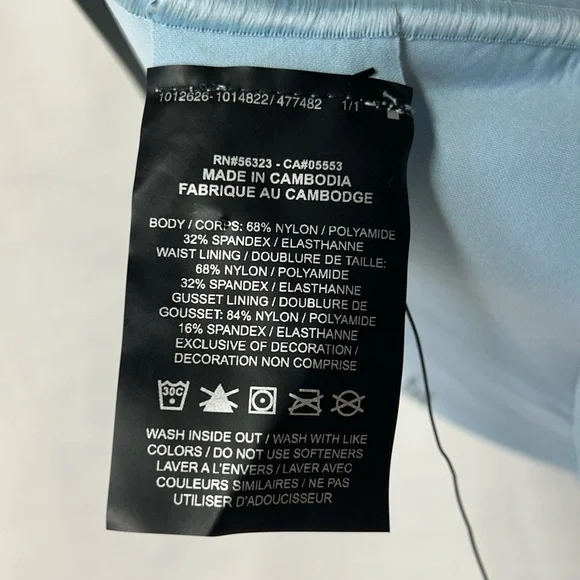 1012626-1014822/477482 1/1
RN#56323 - CA#05553
MADE IN CAMBODIA
FABRIQUE AU CAMBODGE
BODY / CORPS: 68% NYLON / POLYAMIDE
32% SPANDEX / ELASTHANNE
WAIST LINING / DOUBLURE DE TAILLE:
68% NYLON / POLYAMIDE
32% SPANDEX / ELASTHANNE
GUSSET LINING / DOUBLURE DE
GOUSSET: 84% NYLON / POLYAMIDE
16% SPANDEX / ELASTHANNE
EXCLUSIVE OF DECORATION /
DECORATION NON COMPRISE
30C
WASH INSIDE OUT / WASH WITH LIKE
COLORS / DO NOT USE SOFTENERS
LAVER A L'ENVERS / LAVER AVEC
COULEURS SIMILAIRES / NE PAS
UTILISER D'ADOUCISSEUR